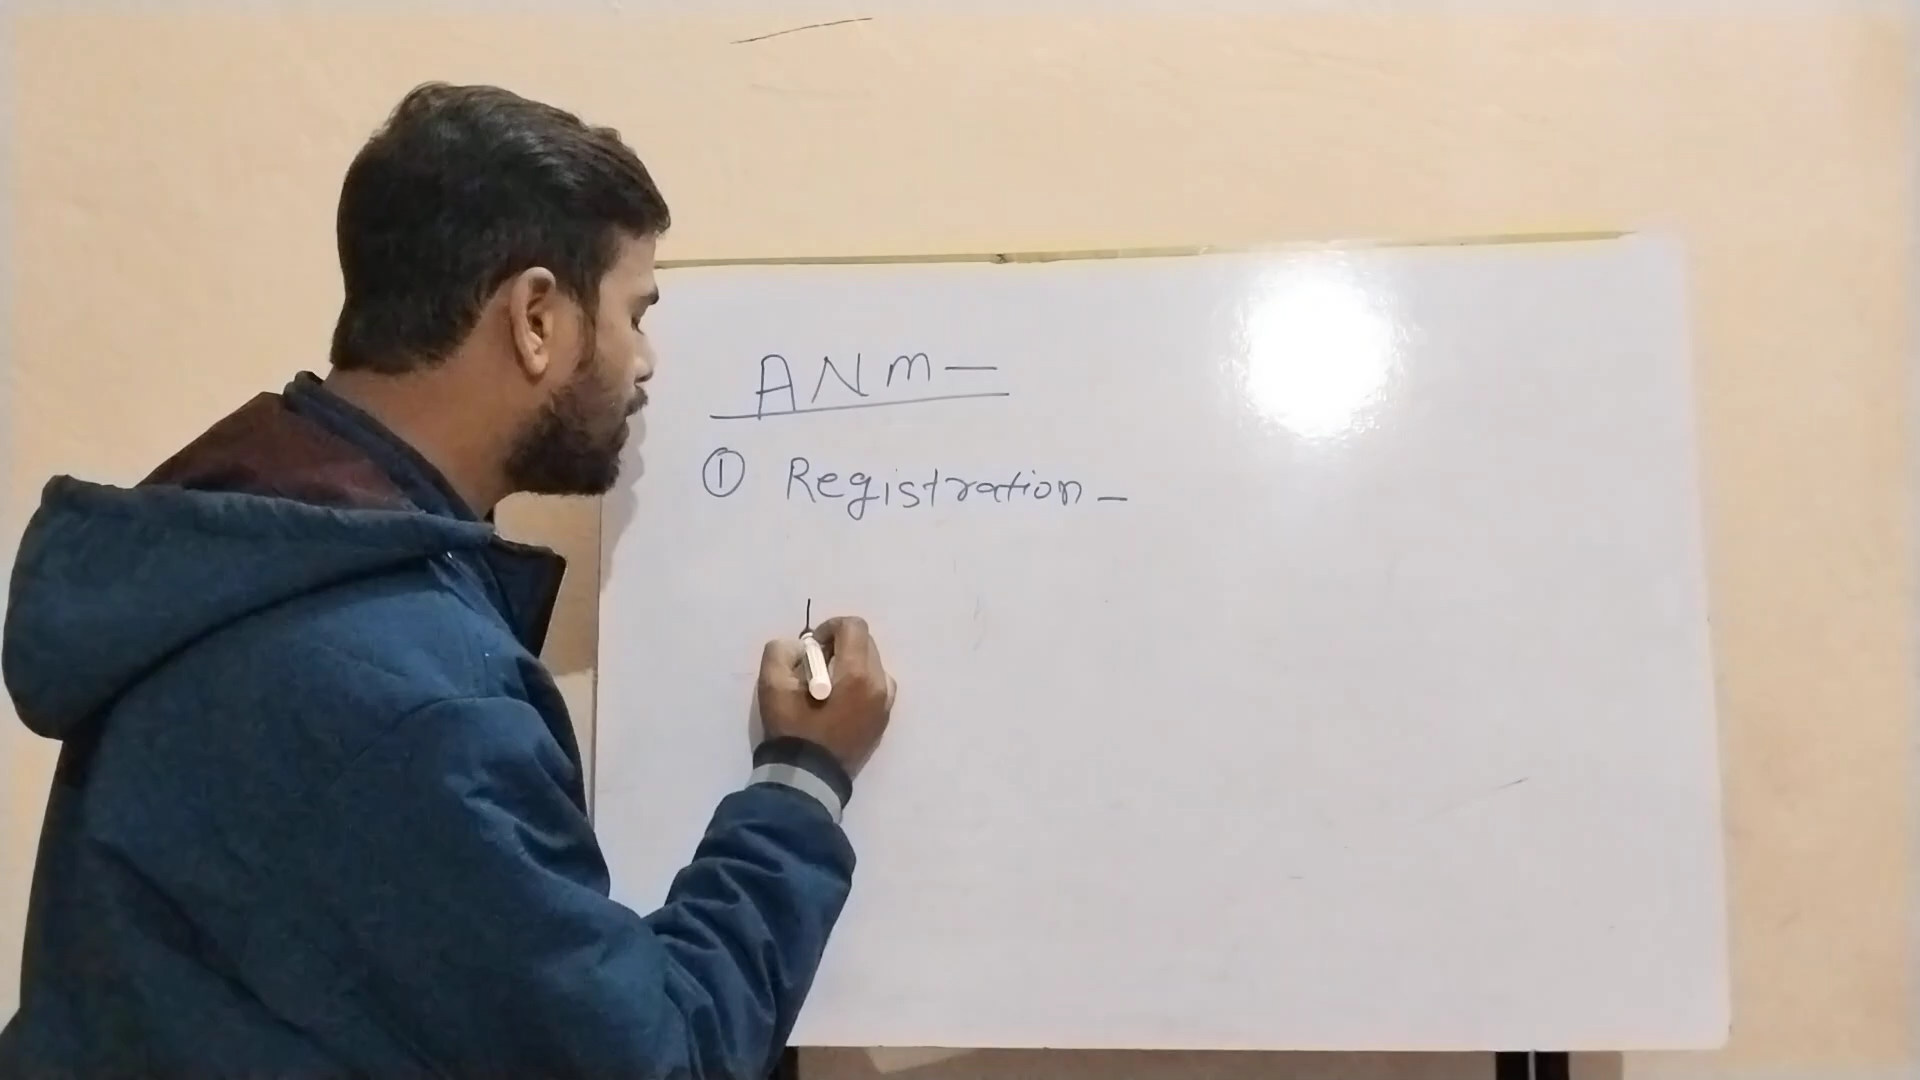 ANM-
① Registration-